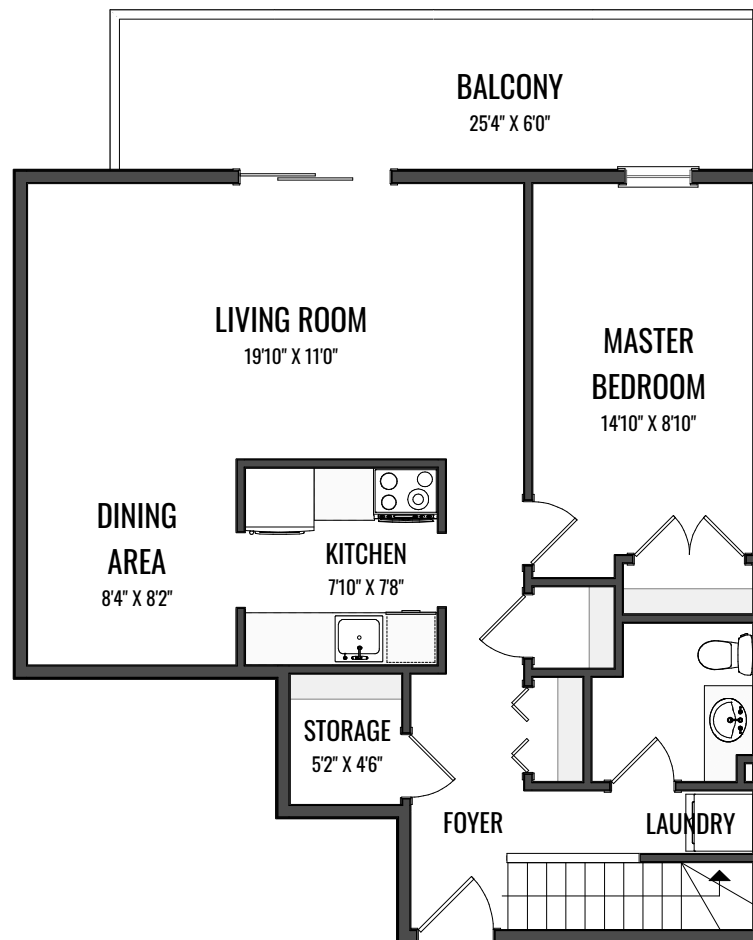 BALCONY
25'4" X 6'0"
LIVING ROOM
19'10" X 11'0"
MASTER
BEDROOM
14'10" X 8'10"
DINING
AREA
8'4" X 8'2"
KITCHEN
7'10" X 7'8"
STORAGE
5'2" X 4'6"
FOYER
LAUNDRY